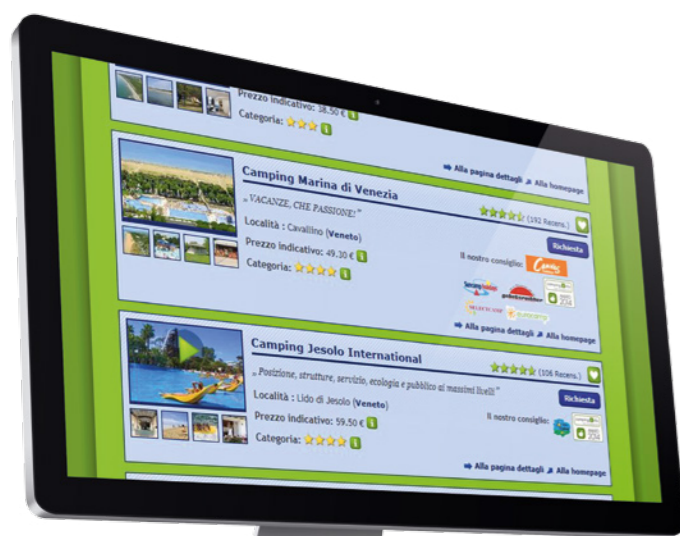 Prezzo indicativo: 38.50 €
Categoria:
Alla pagina dettagli Alla homepage
Camping Marina di Venezia
„ VACANZE, CHE PASSIONE!"
(192 Recens.)
Località : Cavallino (Veneto)
Richiesta
Prezzo indicativo: 49.30 €
Il nostro consiglio:
Categoria:
Alla pagina dettagli Alla homepage
Camping Jesolo International
(106 Recens.)
„ Posizione, strutture, servizio, ecologia e pubblico ai massimi livelli"
Richiesta
Località : Lido di Jesolo (Veneto)
Prezzo indicativo: 59.50 €
Il nostro consiglio:
Categoria:
Alla pagina dettagli Alla homepage